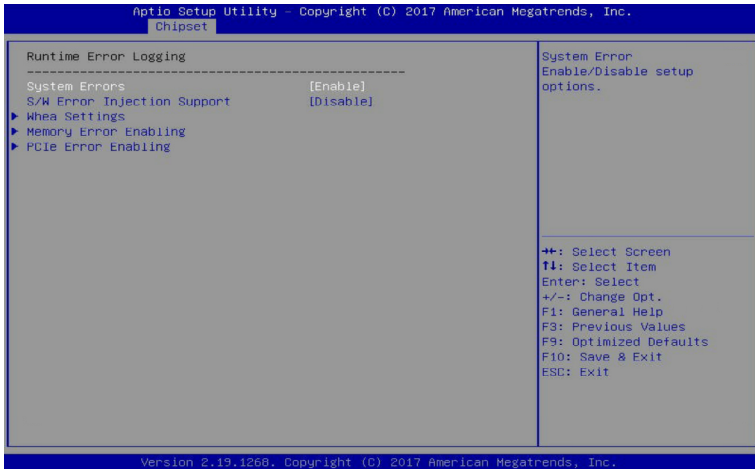 Aptio Setup Utility – Copyright (C) 2017 American Megatrends, Inc.
Chipset
Runtime Error Logging
--------------------------------------------------
System Errors [Enable]
S/W Error Injection Support [Disable]
Whea Settings
Memory Error Enabling
PCIe Error Enabling
System Error
Enable/Disable setup
options.
→←: Select Screen
↑↓: Select Item
Enter: Select
+/-: Change Opt.
F1: General Help
F3: Previous Values
F9: Optimized Defaults
F10: Save & Exit
ESC: Exit
Version 2.19.1268. Copyright (C) 2017 American Megatrends, Inc.